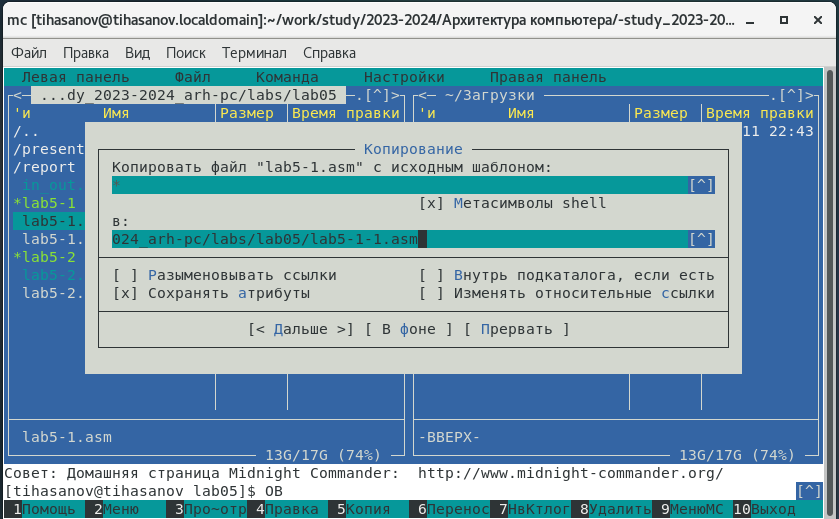 mc [tihasanov@tihasanov.localdomain]:~/work/study/2023-2024/Архитектура компьютера/-study_2023-20...
Файл Правка Вид Поиск Терминал Справка
Левая панель Файл Команда Настройки Правая панель
<─ ...dy_2023-2024_arh-pc/labs/lab05 ─.[^]> <─ ~/Загрузки ─.[^]>
'и Имя Размер Время правки 'и Имя Размер Время правки
/.. 11 22:43
/present
/report
in_out.
*lab5-1
lab5-1.
lab5-1.
*lab5-2
lab5-2.
lab5-2.
Копирование
Копировать файл "lab5-1.asm" с исходным шаблоном:
* [^]
[x] Метасимволы shell
в:
024_arh-pc/labs/lab05/lab5-1-1.asm [^]
[ ] Разыменовывать ссылки [ ] Внутрь подкаталога, если есть
[x] Сохранять атрибуты [ ] Изменять относительные ссылки
[< Дальше >] [ В фоне ] [ Прервать ]
lab5-1.asm -ВВЕРХ-
13G/17G (74%) 13G/17G (74%)
Совет: Домашняя страница Midnight Commander: http://www.midnight-commander.org/
[tihasanov@tihasanov lab05]$ OB [^]
1Помощь 2Меню 3Про~отр 4Правка 5Копия 6Перенос 7НвКтлог 8Удалить 9МенюMC 10Выход